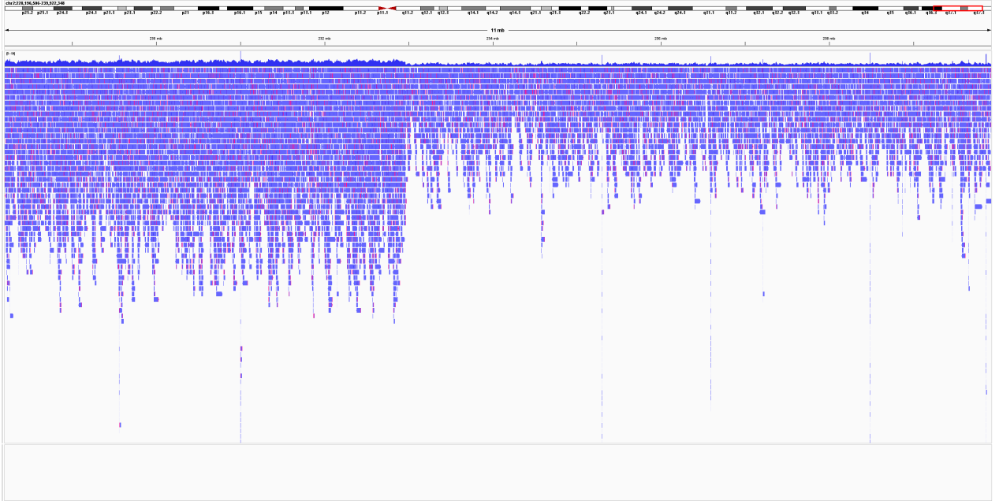 chr2:228,196,606-239,922,348
p25.2 p25.1 p24.3 p24.1 p23.3 p23.1 p22.2 p21 p16.3 p16.1 p15 p14 p13.3 p13.1 p12 p11.2 p11.1 q11.2 q12.1 q12.3 q14.1 q14.2 q14.3 q21.1 q21.3 q22.2 q23.1 q24.1 q24.2 q24.3 q31.1 q31.2 q32.1 q32.2 q32.3 q33.1 q33.2 q34 q35 q36.1 q36.3 q37.1 q37.3
11 mb
230 mb 232 mb 234 mb 236 mb 238 mb